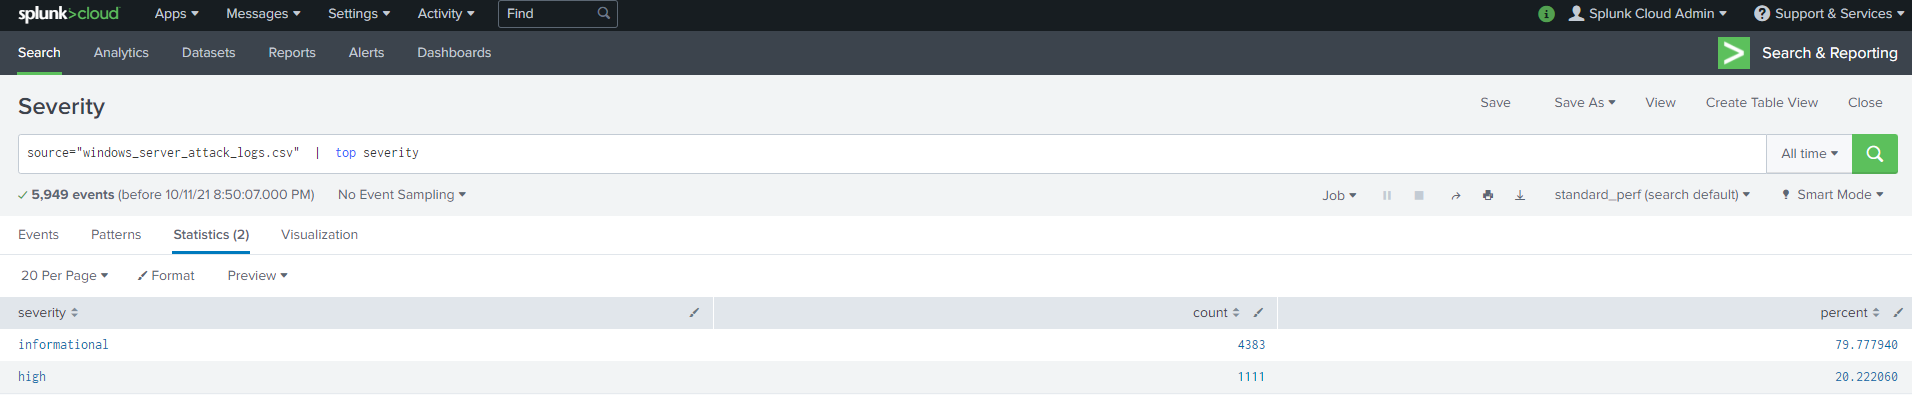 splunk>cloud Apps Messages Settings Activity Find i Splunk Cloud Admin ? Support & Services
Search Analytics Datasets Reports Alerts Dashboards > Search & Reporting
Severity Save Save As View Create Table View Close
source="windows_server_attack_logs.csv" | top severity All time
✓ 5,949 events (before 10/11/21 8:50:07.000 PM) No Event Sampling Job standard_perf (search default) Smart Mode
Events Patterns Statistics (2) Visualization
20 Per Page Format Preview
severity count percent
informational 4383 79.777940
high 1111 20.222060